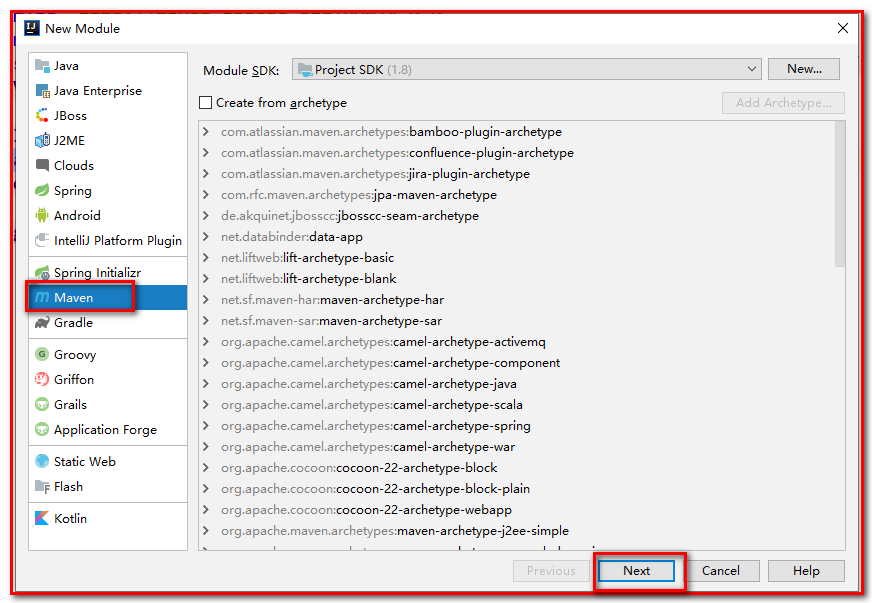 New Module
Java
Java Enterprise
JBoss
J2ME
Clouds
Spring
Android
IntelliJ Platform Plugin
Spring Initializr
Maven
Gradle
Groovy
Griffon
Grails
Application Forge
Static Web
Flash
Kotlin
Module SDK: Project SDK (1.8) New...
Create from archetype Add Archetype...
com.atlassian.maven.archetypes:bamboo-plugin-archetype
com.atlassian.maven.archetypes:confluence-plugin-archetype
com.atlassian.maven.archetypes:jira-plugin-archetype
com.rfc.maven.archetypes:jpa-maven-archetype
de.akquinet.jbosscc:jbosscc-seam-archetype
net.databinder:data-app
net.liftweb:lift-archetype-basic
net.liftweb:lift-archetype-blank
net.sf.maven-har:maven-archetype-har
net.sf.maven-sar:maven-archetype-sar
org.apache.camel.archetypes:camel-archetype-activemq
org.apache.camel.archetypes:camel-archetype-component
org.apache.camel.archetypes:camel-archetype-java
org.apache.camel.archetypes:camel-archetype-scala
org.apache.camel.archetypes:camel-archetype-spring
org.apache.camel.archetypes:camel-archetype-war
org.apache.cocoon:cocoon-22-archetype-block
org.apache.cocoon:cocoon-22-archetype-block-plain
org.apache.cocoon:cocoon-22-archetype-webapp
org.apache.maven.archetypes:maven-archetype-j2ee-simple
Previous Next Cancel Help